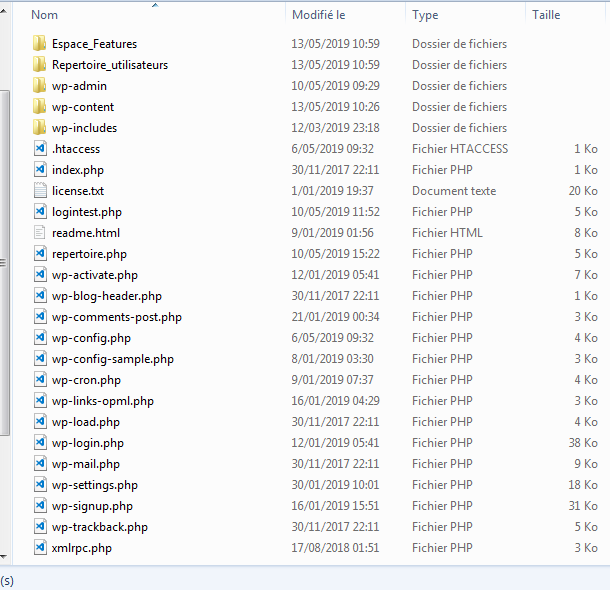 Nom Modifié le Type Taille
Espace_Features 13/05/2019 10:59 Dossier de fichiers
Repertoire_utilisateurs 13/05/2019 10:59 Dossier de fichiers
wp-admin 10/05/2019 09:29 Dossier de fichiers
wp-content 13/05/2019 10:26 Dossier de fichiers
wp-includes 12/03/2019 23:18 Dossier de fichiers
.htaccess 6/05/2019 09:32 Fichier HTACCESS 1 Ko
index.php 30/11/2017 22:11 Fichier PHP 1 Ko
license.txt 1/01/2019 19:37 Document texte 20 Ko
logintest.php 10/05/2019 11:52 Fichier PHP 5 Ko
readme.html 9/01/2019 01:56 Fichier HTML 8 Ko
repertoire.php 10/05/2019 15:22 Fichier PHP 5 Ko
wp-activate.php 12/01/2019 05:41 Fichier PHP 7 Ko
wp-blog-header.php 30/11/2017 22:11 Fichier PHP 1 Ko
wp-comments-post.php 21/01/2019 00:34 Fichier PHP 3 Ko
wp-config.php 6/05/2019 09:32 Fichier PHP 4 Ko
wp-config-sample.php 8/01/2019 03:30 Fichier PHP 3 Ko
wp-cron.php 9/01/2019 07:37 Fichier PHP 4 Ko
wp-links-opml.php 16/01/2019 04:29 Fichier PHP 3 Ko
wp-load.php 30/11/2017 22:11 Fichier PHP 4 Ko
wp-login.php 12/01/2019 05:41 Fichier PHP 38 Ko
wp-mail.php 30/11/2017 22:11 Fichier PHP 9 Ko
wp-settings.php 30/01/2019 10:01 Fichier PHP 18 Ko
wp-signup.php 16/01/2019 15:51 Fichier PHP 31 Ko
wp-trackback.php 30/11/2017 22:11 Fichier PHP 5 Ko
xmlrpc.php 17/08/2018 01:51 Fichier PHP 3 Ko
(s)